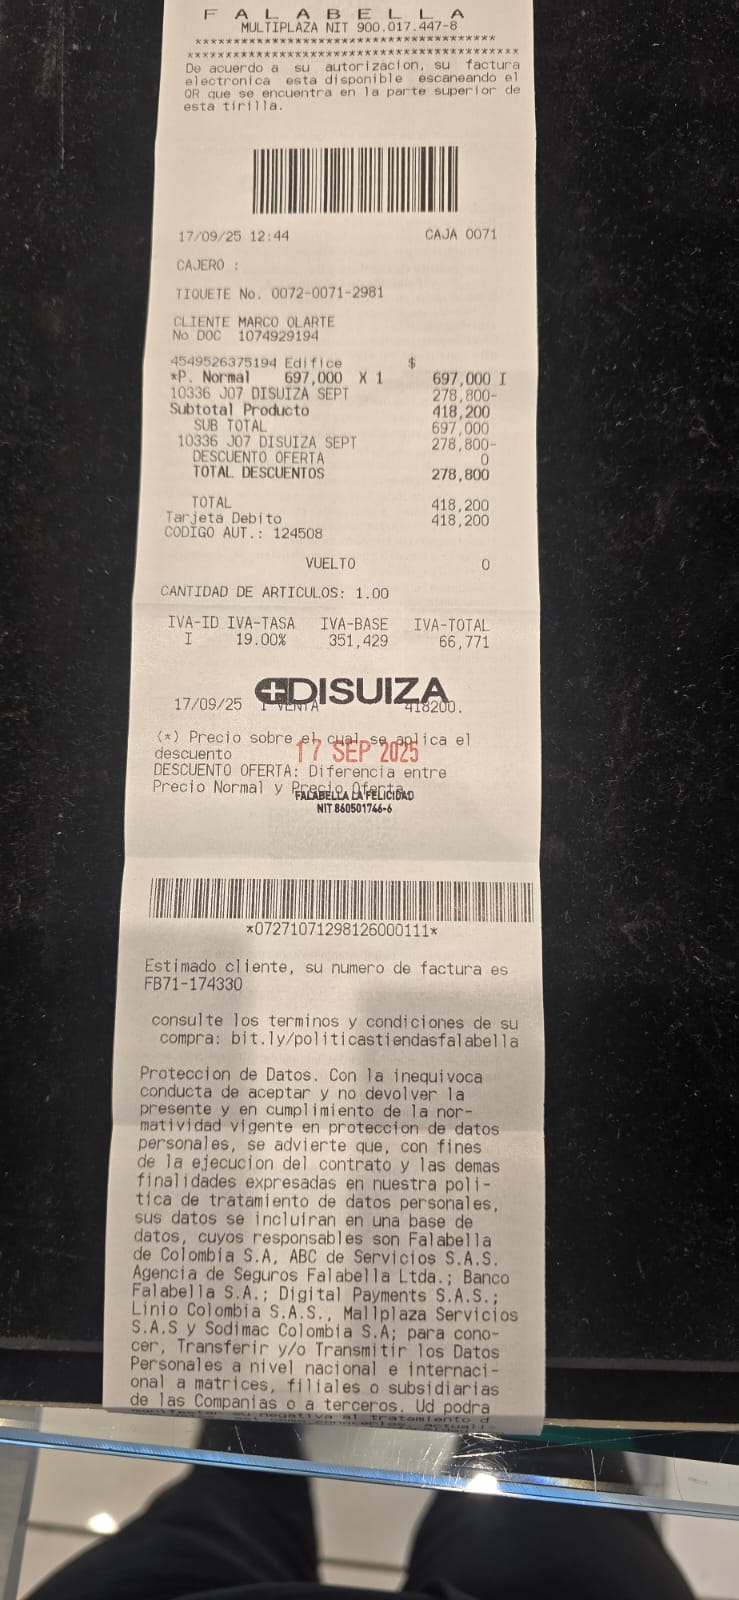 F A L A B E L L A
MULTIPLAZA NIT 900.017.447-8
****************************************
********************************************
De acuerdo a su autorizacion, su factura
electronica esta disponible escaneando el
QR que se encuentra en la parte superior de
esta tirilla.
17/09/25 12:44 CAJA 0071
CAJERO :
TIQUETE No. 0072-0071-2981
CLIENTE MARCO OLARTE
No DOC 1074929194
4549526375194 Edifice $
*P. Normal 697,000 X 1 697,000 I
10336 J07 DISUIZA SEPT 278,800-
Subtotal Producto 418,200
SUB TOTAL 697,000
10336 J07 DISUIZA SEPT 278,800-
DESCUENTO OFERTA 0
TOTAL DESCUENTOS 278,800
TOTAL 418,200
Tarjeta Debito 418,200
CODIGO AUT.: 124508
VUELTO 0
CANTIDAD DE ARTICULOS: 1.00
IVA-ID IVA-TASA IVA-BASE IVA-TOTAL
I 19.00% 351,429 66,771
DISUIZA
17/09/25 1 VENTA 418200.
(*) Precio sobre el cual se aplica el
17 SEP 2025
descuento
DESCUENTO OFERTA: Diferencia entre
Precio Normal y Precio Oferta
FALABELLA LA FELICIDAD
NIT 860501746-6
*07271071298126000111*
Estimado cliente, su numero de factura es
FB71-174330
consulte los terminos y condiciones de su
compra: bit.ly/politicastiendasfalabella
Proteccion de Datos. Con la inequivoca
conducta de aceptar y no devolver la
presente y en cumplimiento de la nor-
matividad vigente en proteccion de datos
personales, se advierte que, con fines
de la ejecucion del contrato y las demas
finalidades expresadas en nuestra poli-
tica de tratamiento de datos personales,
sus datos se incluiran en una base de
datos, cuyos responsables son Falabella
de Colombia S.A, ABC de Servicios S.A.S.
Agencia de Seguros Falabella Ltda.; Banco
Falabella S.A.; Digital Payments S.A.S.;
Linio Colombia S.A.S., Mallplaza Servicios
S.A.S y Sodimac Colombia S.A; para cono-
cer, Transferir y/o Transmitir los Datos
Personales a nivel nacional e internaci-
onal a matrices, filiales o subsidiarias
de las Companias o a terceros. Ud podra
manifestar su negativa al tratamiento d